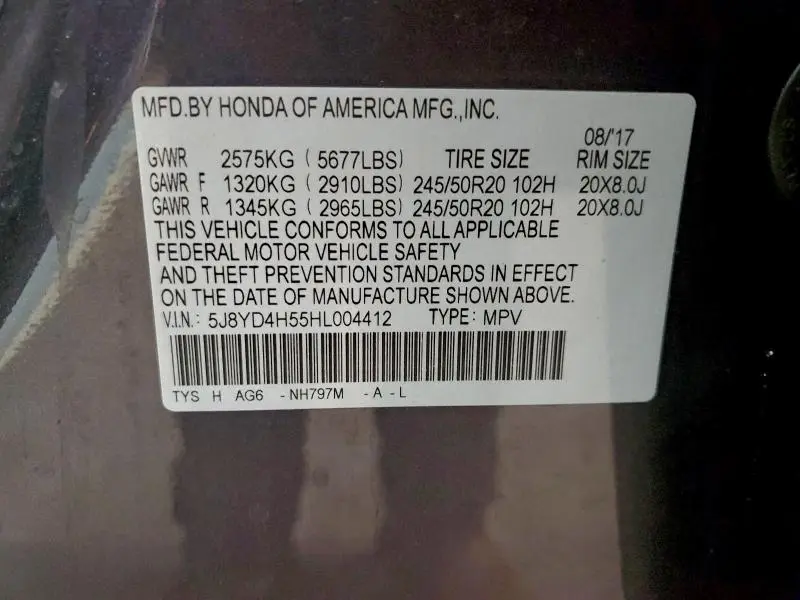 MFD.BY HONDA OF AMERICA MFG.,INC.
08/'17
GVWR 2575KG ( 5677LBS) TIRE SIZE RIM SIZE
GAWR F 1320KG ( 2910LBS) 245/50R20 102H 20X8.0J
GAWR R 1345KG ( 2965LBS) 245/50R20 102H 20X8.0J
THIS VEHICLE CONFORMS TO ALL APPLICABLE
FEDERAL MOTOR VEHICLE SAFETY
AND THEFT PREVENTION STANDARDS IN EFFECT
ON THE DATE OF MANUFACTURE SHOWN ABOVE.
V.I.N.: 5J8YD4H55HL004412 TYPE: MPV
TYS H AG6 - NH797M - A - L